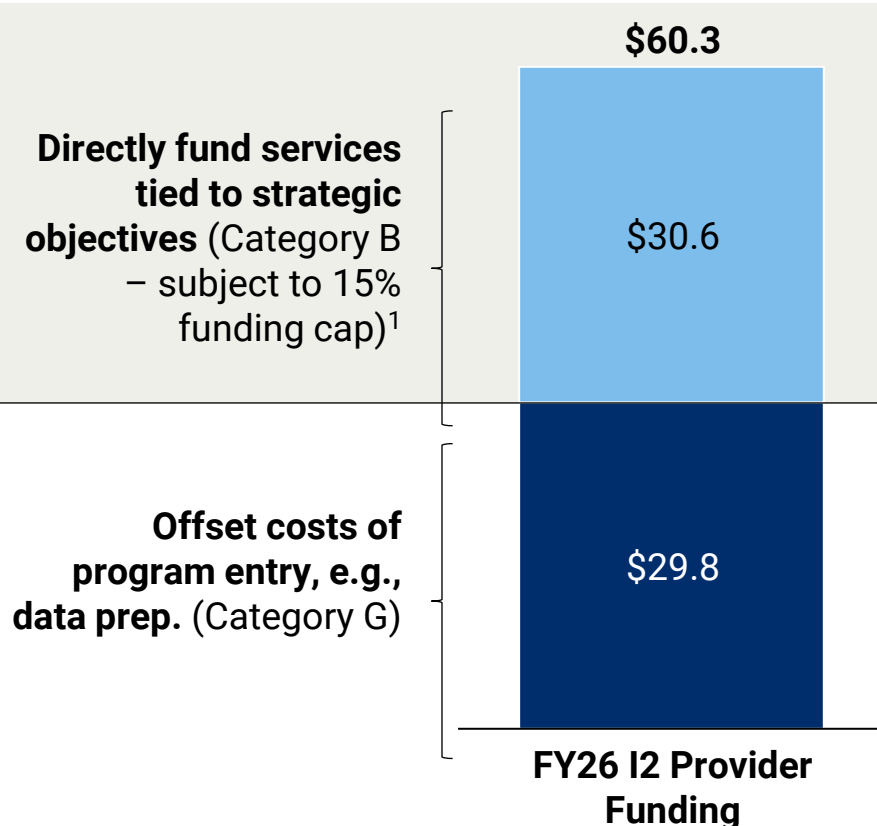 $60.3
Directly fund services
tied to strategic
objectives (Category B
– subject to 15%
funding cap)1
$30.6
Offset costs of
program entry, e.g.,
data prep. (Category G)
$29.8
FY26 I2 Provider
Funding